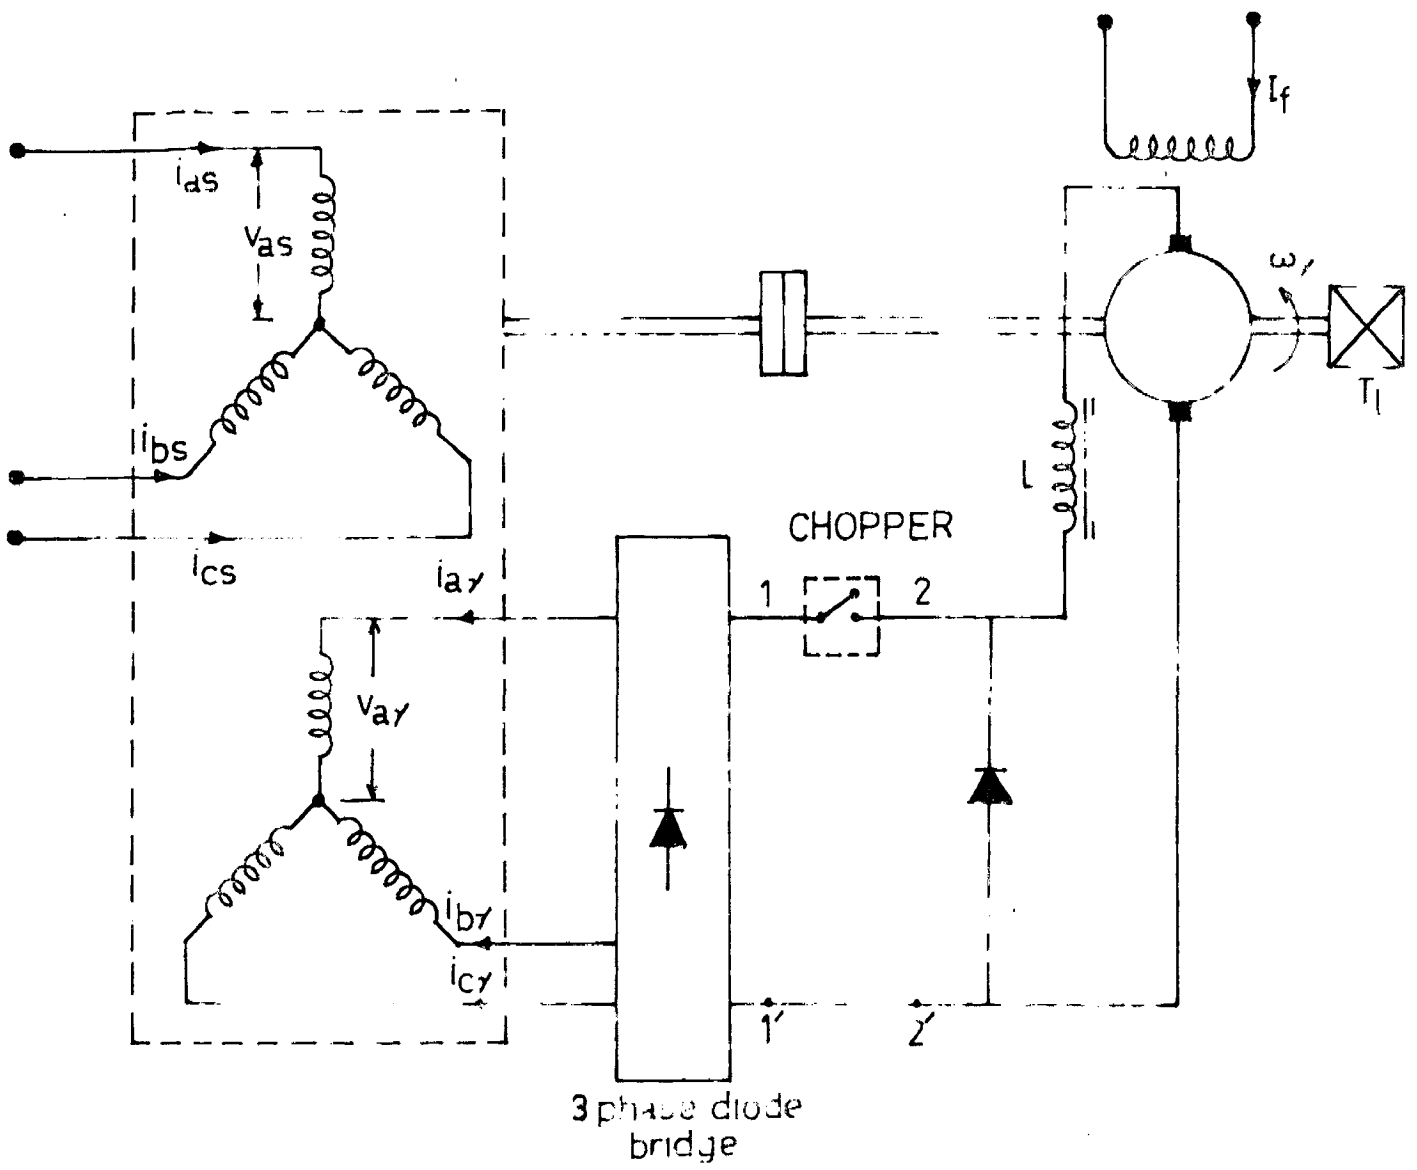 I_f
i_as
v_as
ω_r
T_l
i_bs
l
CHOPPER
i_cs
i_ar
1
2
v_ar
i_br
i_cr
1′
2′
3 phase diode
bridge